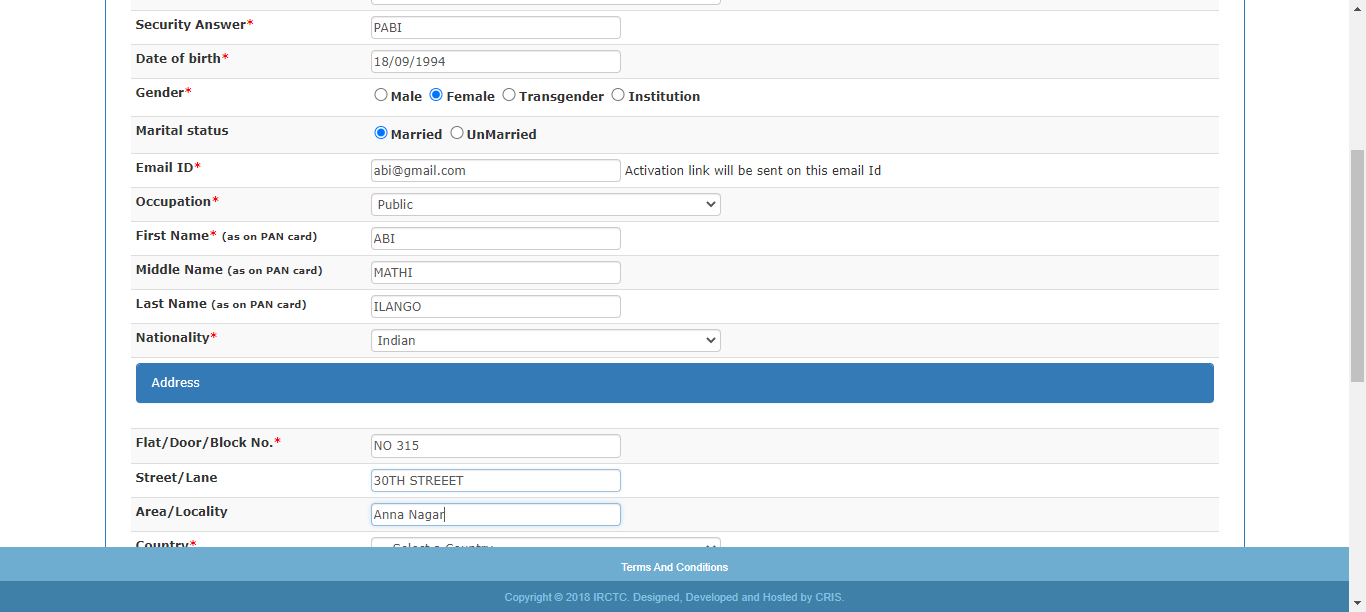 Security Answer* PABI
Date of birth* 18/09/1994
Gender* Male Female Transgender Institution
Marital status Married UnMarried
Email ID* abi@gmail.com Activation link will be sent on this email Id
Occupation* Public
First Name* (as on PAN card) ABI
Middle Name (as on PAN card) MATHI
Last Name (as on PAN card) ILANGO
Nationality* Indian
Address
Flat/Door/Block No.* NO 315
Street/Lane 30TH STREEET
Area/Locality Anna Nagar
Country* Select a Country
Terms And Conditions
Copyright © 2018 IRCTC. Designed, Developed and Hosted by CRIS.